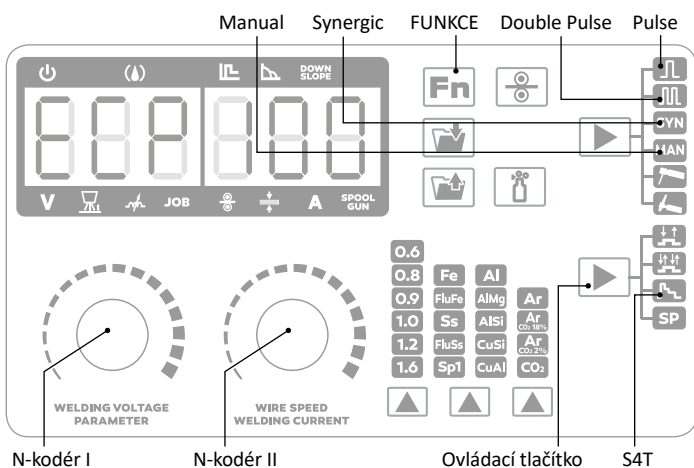 Manual Synergic FUNKCE Double Pulse Pulse
DOWN
SLOPE
Fn
ECP 100
SYN
MAN
V JOB A SPOOL
GUN
0.6
0.8 Fe Al
0.9 FluFe AlMg Ar
1.0 Ss AlSi Ar
CO₂ 18%
1.2 FluSs CuSi Ar
CO₂ 2%
1.6 Sp1 CuAl CO₂
SP
WELDING VOLTAGE
PARAMETER
WIRE SPEED
WELDING CURRENT
N-kodér I N-kodér II Ovládací tlačítko S4T